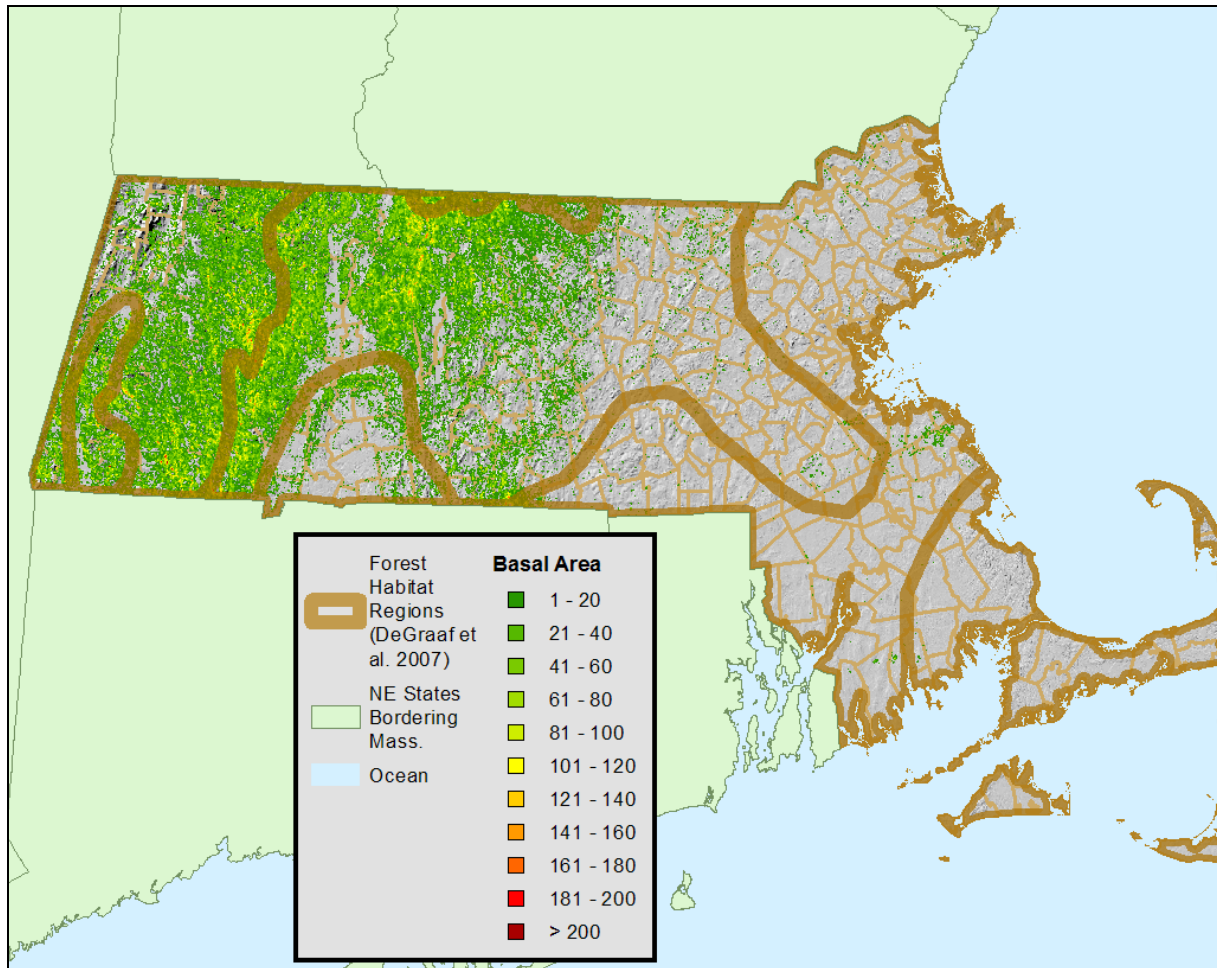 Forest
Habitat
Regions
(DeGraaf et
al. 2007)
NE States
Bordering
Mass.
Ocean
Basal Area
1 - 20
21 - 40
41 - 60
61 - 80
81 - 100
101 - 120
121 - 140
141 - 160
161 - 180
181 - 200
> 200